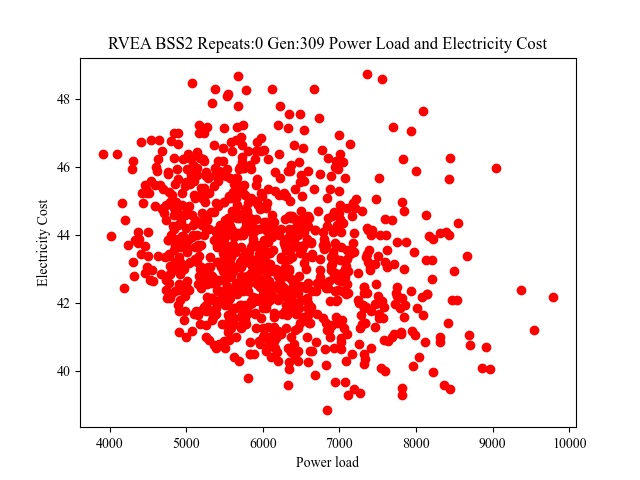 RVEA BSS2 Repeats:0 Gen:309 Power Load and Electricity Cost
48
46
44
42
40
Electricity Cost
4000 5000 6000 7000 8000 9000 10000
Power load